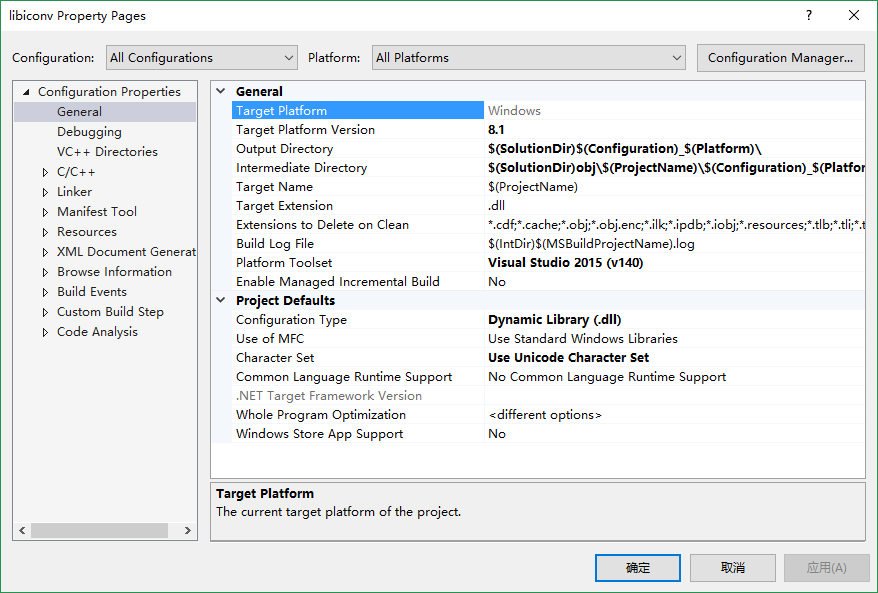 libiconv Property Pages
Configuration: All Configurations Platform: All Platforms Configuration Manager...
Configuration Properties
General
Debugging
VC++ Directories
C/C++
Linker
Manifest Tool
Resources
XML Document Generat
Browse Information
Build Events
Custom Build Step
Code Analysis
General
Target Platform Windows
Target Platform Version 8.1
Output Directory $(SolutionDir)$(Configuration)_$(Platform)\
Intermediate Directory $(SolutionDir)obj\$(ProjectName)\$(Configuration)_$(Platfor
Target Name $(ProjectName)
Target Extension .dll
Extensions to Delete on Clean *.cdf;*.cache;*.obj;*.obj.enc;*.ilk;*.ipdb;*.iobj;*.resources;*.tlb;*.tli;*.t
Build Log File $(IntDir)$(MSBuildProjectName).log
Platform Toolset Visual Studio 2015 (v140)
Enable Managed Incremental Build No
Project Defaults
Configuration Type Dynamic Library (.dll)
Use of MFC Use Standard Windows Libraries
Character Set Use Unicode Character Set
Common Language Runtime Support No Common Language Runtime Support
.NET Target Framework Version
Whole Program Optimization <different options>
Windows Store App Support No
Target Platform
The current target platform of the project.
确定 取消 应用(A)